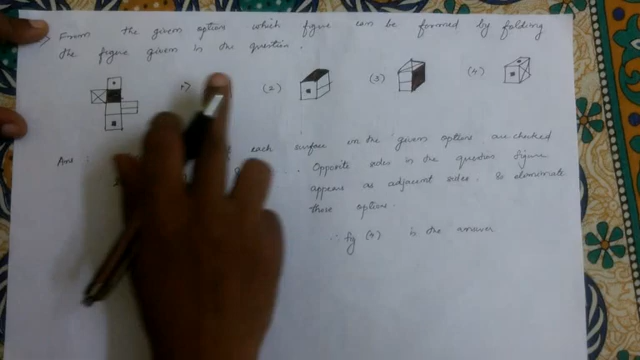 From the given option which figure can be formed by folding
the figure given in the question.
(2) (3) (4)
Ans : each surface in the given options are checked
Opposite sides in the question figure
appears as adjacent sides. So eliminate
these options.
∴ fig is the answer